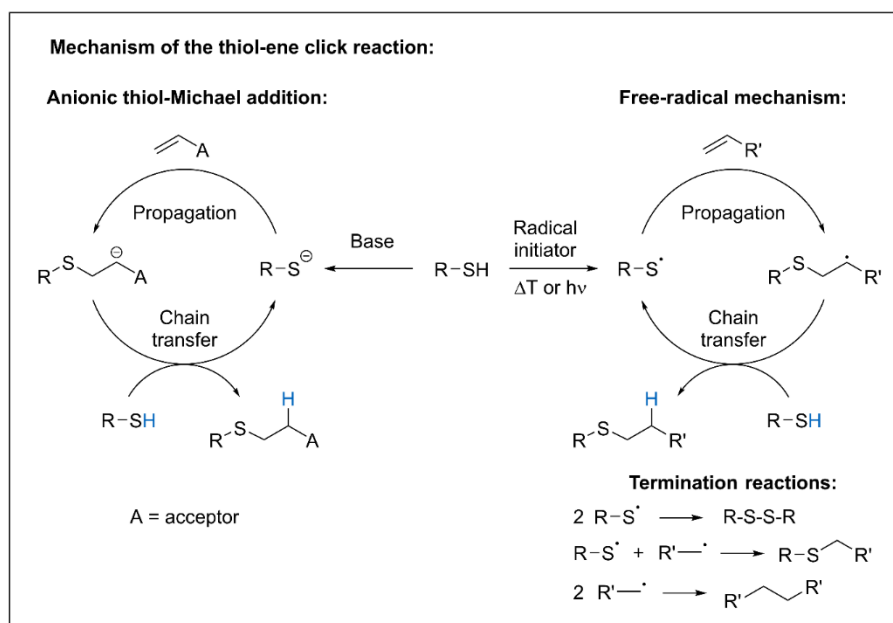 Mechanism of the thiol-ene click reaction:
Anionic thiol-Michael addition:
Free-radical mechanism:
A
R'
Propagation
Propagation
R S ⊖ A
R-S⊖
Base
R-SH
Radical
initiator
ΔT or hν
R-S•
R S • R'
Chain
transfer
Chain
transfer
R-SH
R S H A
R S H R'
R-SH
A = acceptor
Termination reactions:
2 R-S• → R-S-S-R
R-S• + R'—• → R S R'
2 R'—• → R' R'